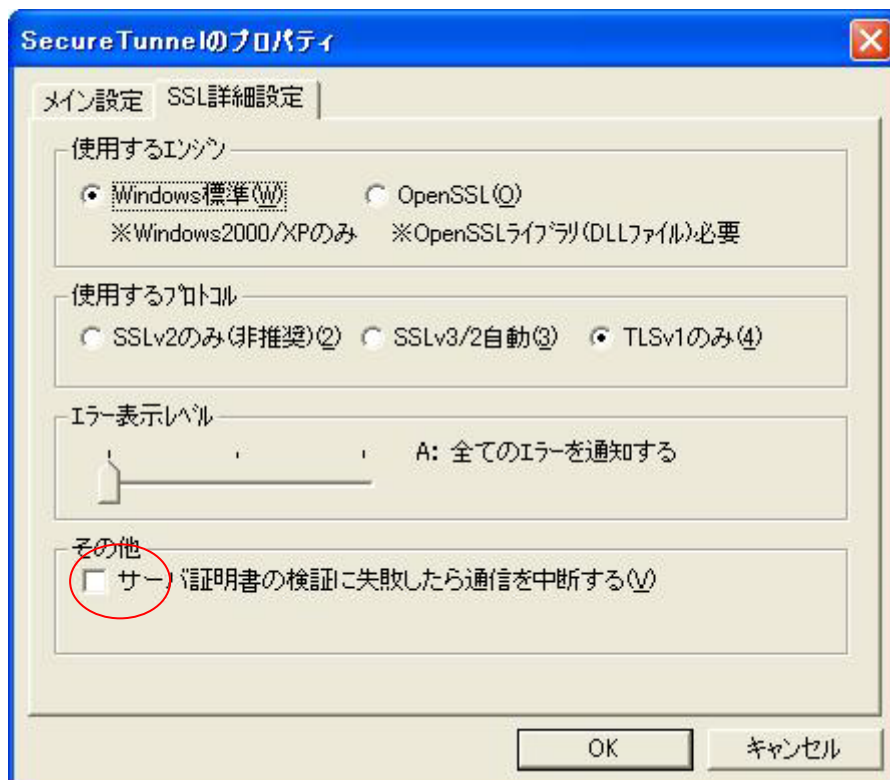 SecureTunnelのプロパティ
メイン設定 SSL詳細設定
使用するエンジン
Windows標準(W) OpenSSL(O)
※Windows2000/XPのみ ※OpenSSLライブラリ(DLLファイル)必要
使用するプロトコル
SSLv2のみ(非推奨)(2) SSLv3/2自動(3) TLSv1のみ(4)
エラー表示レベル
A: 全てのエラーを通知する
その他
サーバ証明書の検証に失敗したら通信を中断する(V)
OK キャンセル